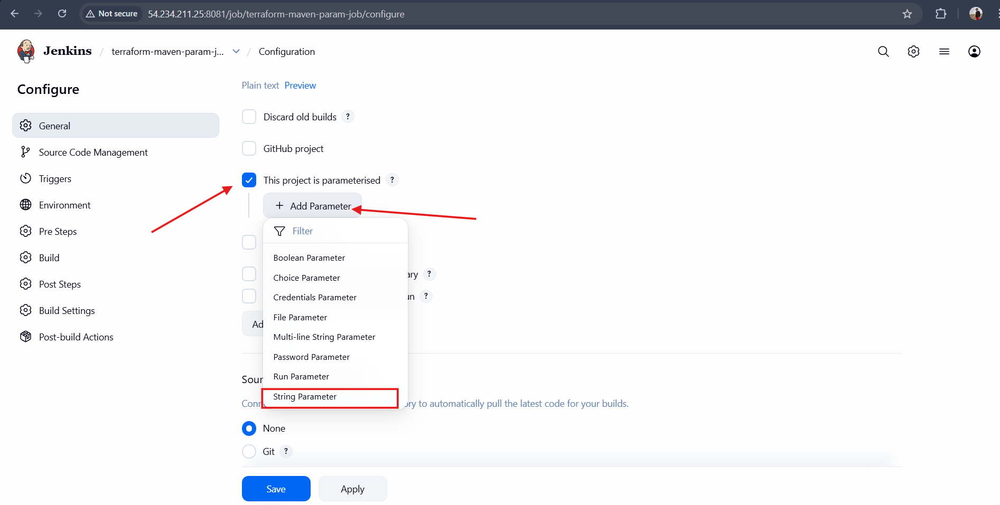 Not secure 54.234.211.25:8081/job/terraform-maven-param-job/configure
Jenkins / terraform-maven-param-j... / Configuration
Configure
General
Source Code Management
Triggers
Environment
Pre Steps
Build
Post Steps
Build Settings
Post-build Actions
Plain text Preview
Discard old builds ?
GitHub project
This project is parameterised ?
+ Add Parameter
Filter
Boolean Parameter
Choice Parameter
Credentials Parameter
File Parameter
Multi-line String Parameter
Password Parameter
Run Parameter
String Parameter
ary ?
un ?
Ad
Sour
Conn ory to automatically pull the latest code for your builds.
None
Git ?
Save Apply